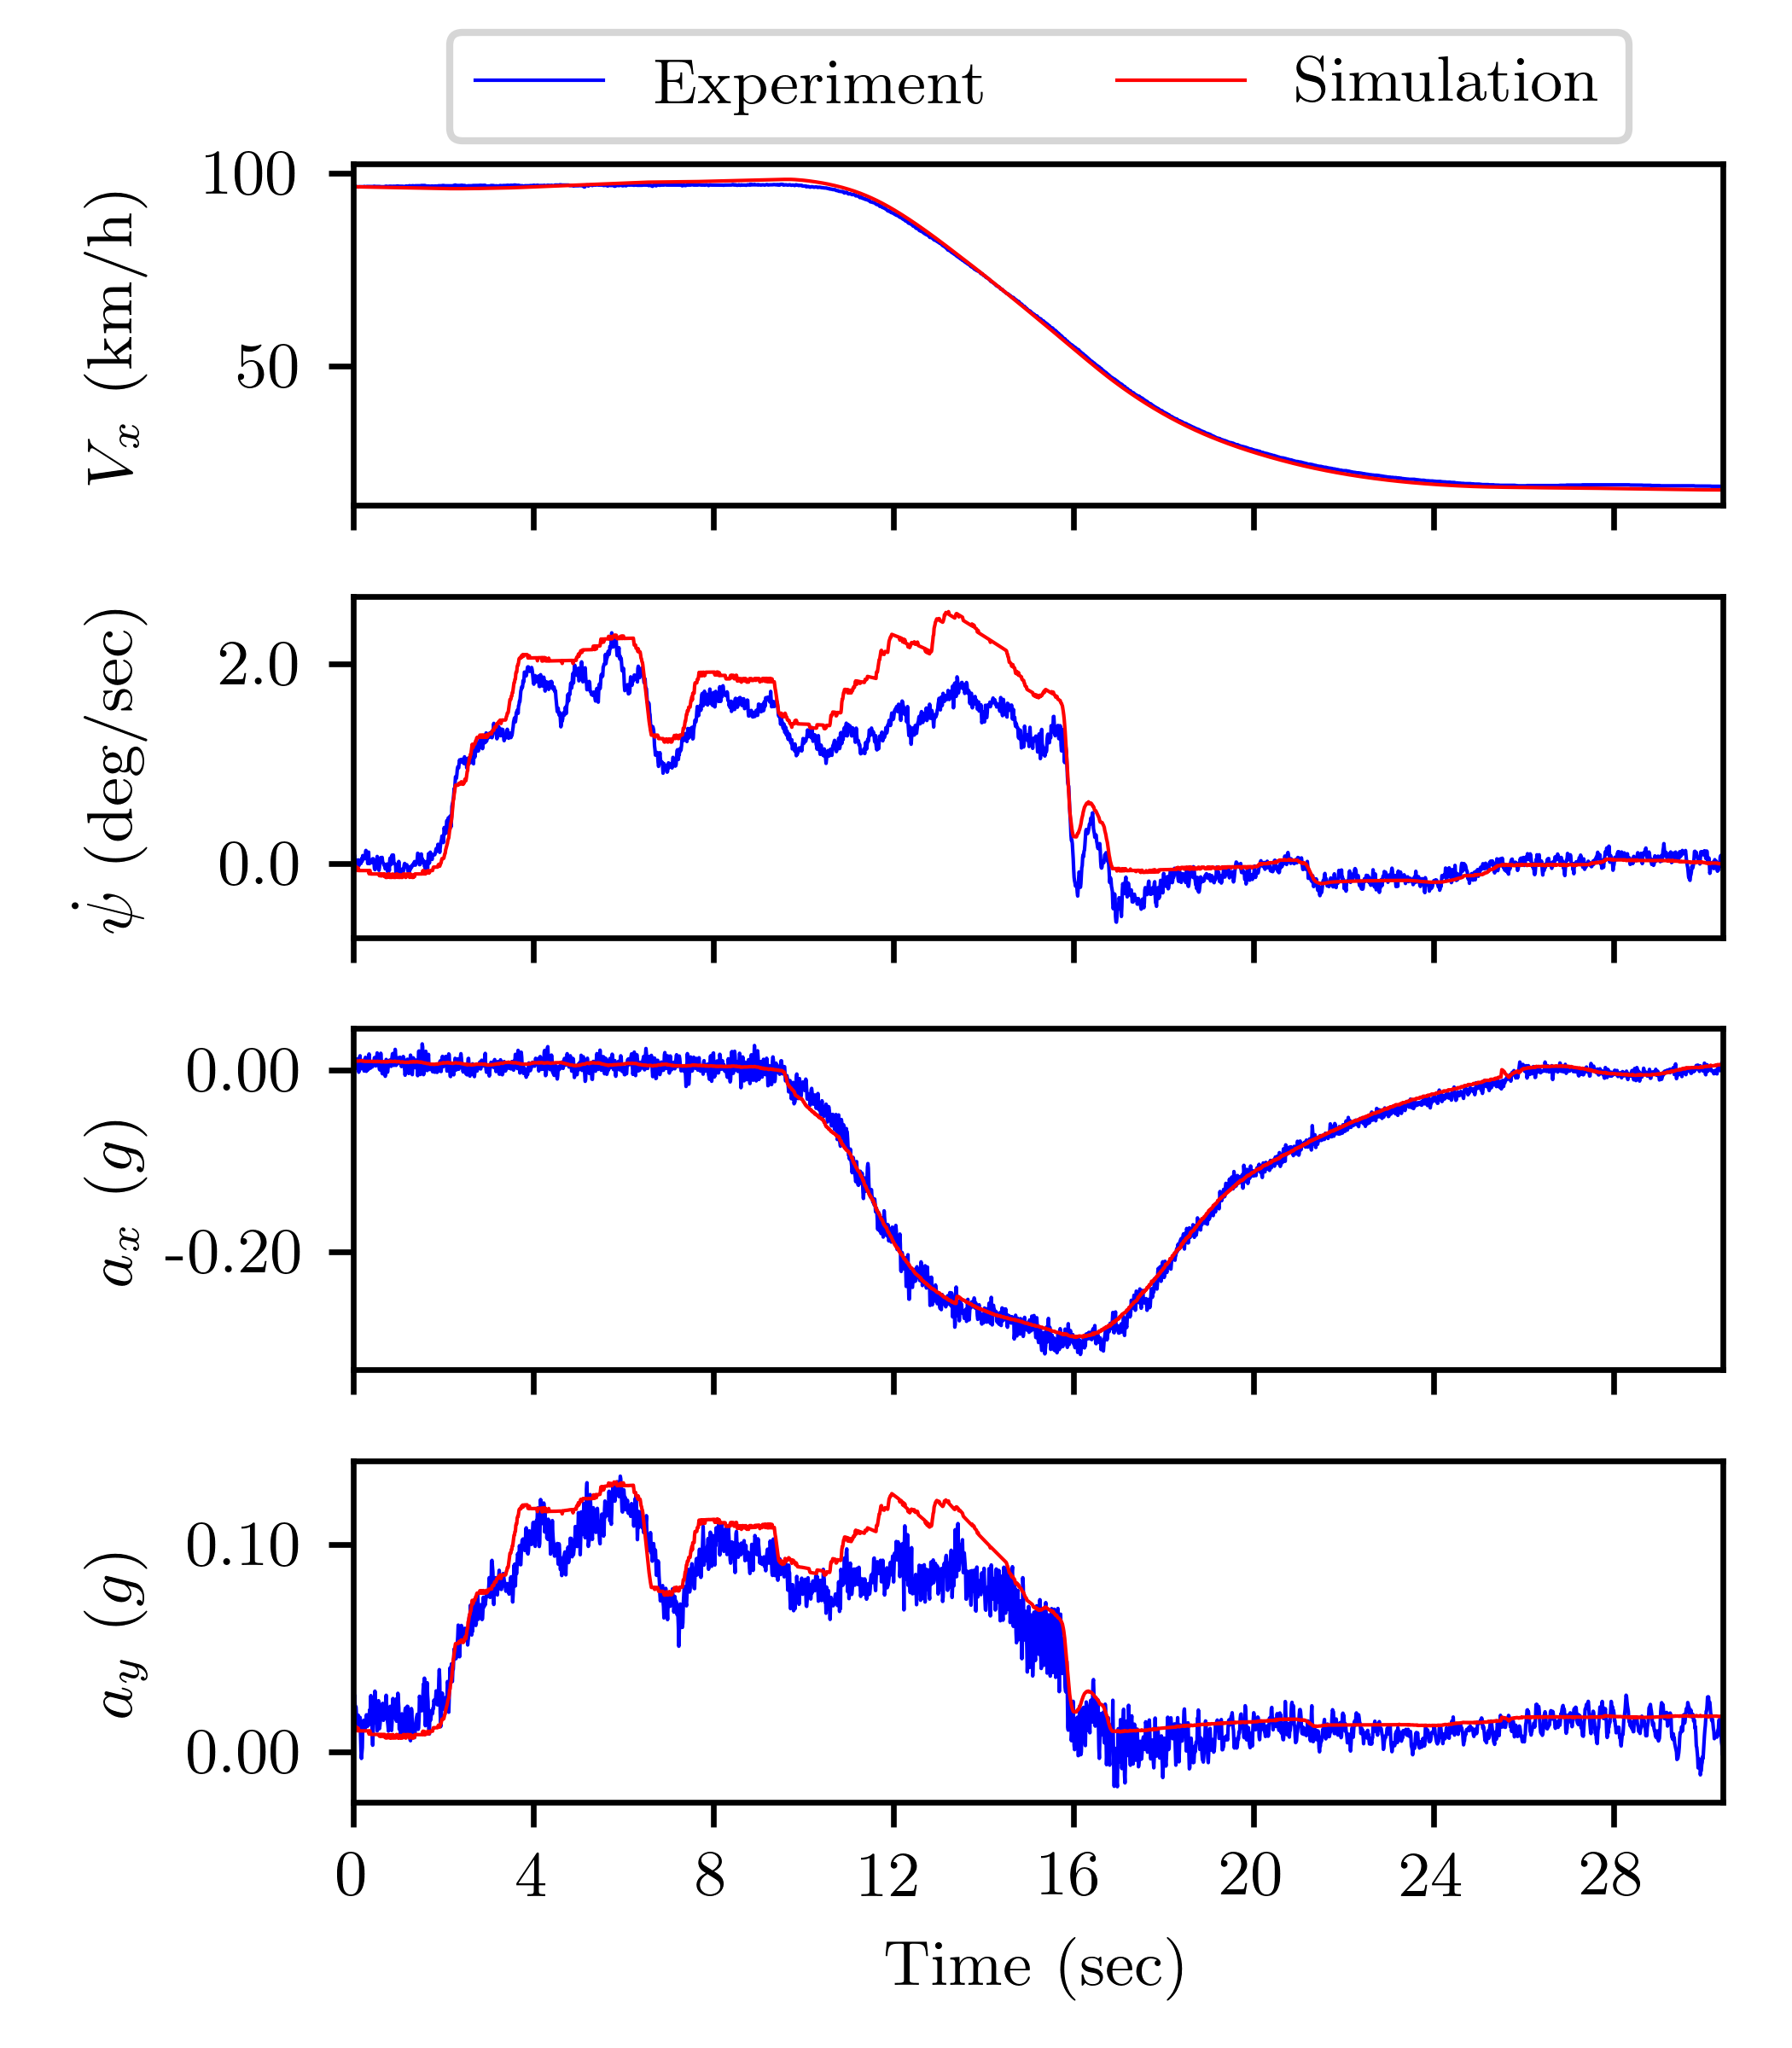 Experiment Simulation
100
50
V_x (km/h)
2.0
0.0
ψ̇ (deg/sec)
0.00
-0.20
a_x (g)
0.10
0.00
a_y (g)
0 4 8 12 16 20 24 28
Time (sec)